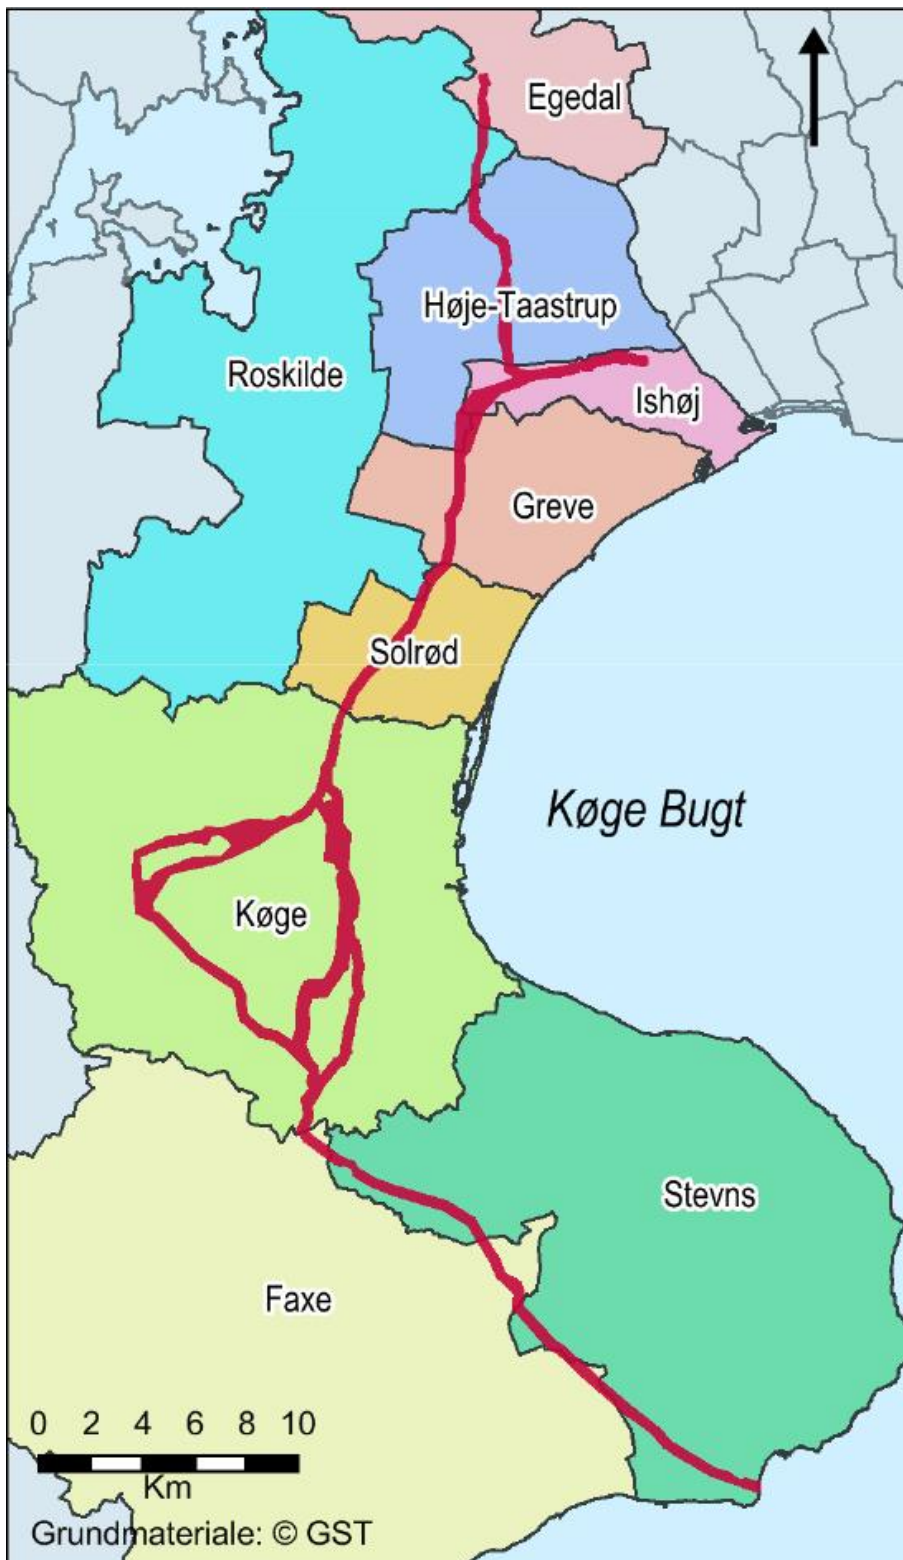 Egedal
Høje-Taastrup
Roskilde
Ishøj
Greve
Solrød
Køge Bugt
Køge
Stevns
Faxe
0 2 4 6 8 10
Km
Grundmateriale: © GST